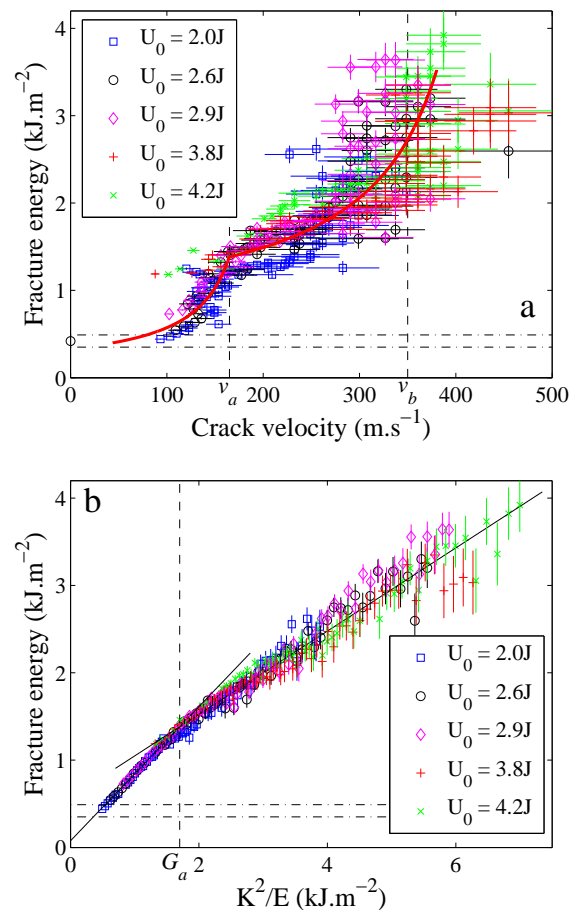 4
3
2
1
0
Fracture energy (kJ.m⁻²)
U₀ = 2.0J
U₀ = 2.6J
U₀ = 2.9J
U₀ = 3.8J
U₀ = 4.2J
a
0 100 vₐ 200 300 v_b 400 500
Crack velocity (m.s⁻¹)
b
4
3
2
1
0
Fracture energy (kJ.m⁻²)
U₀ = 2.0J
U₀ = 2.6J
U₀ = 2.9J
U₀ = 3.8J
U₀ = 4.2J
0 Gₐ 2 4 6
K²/E (kJ.m⁻²)